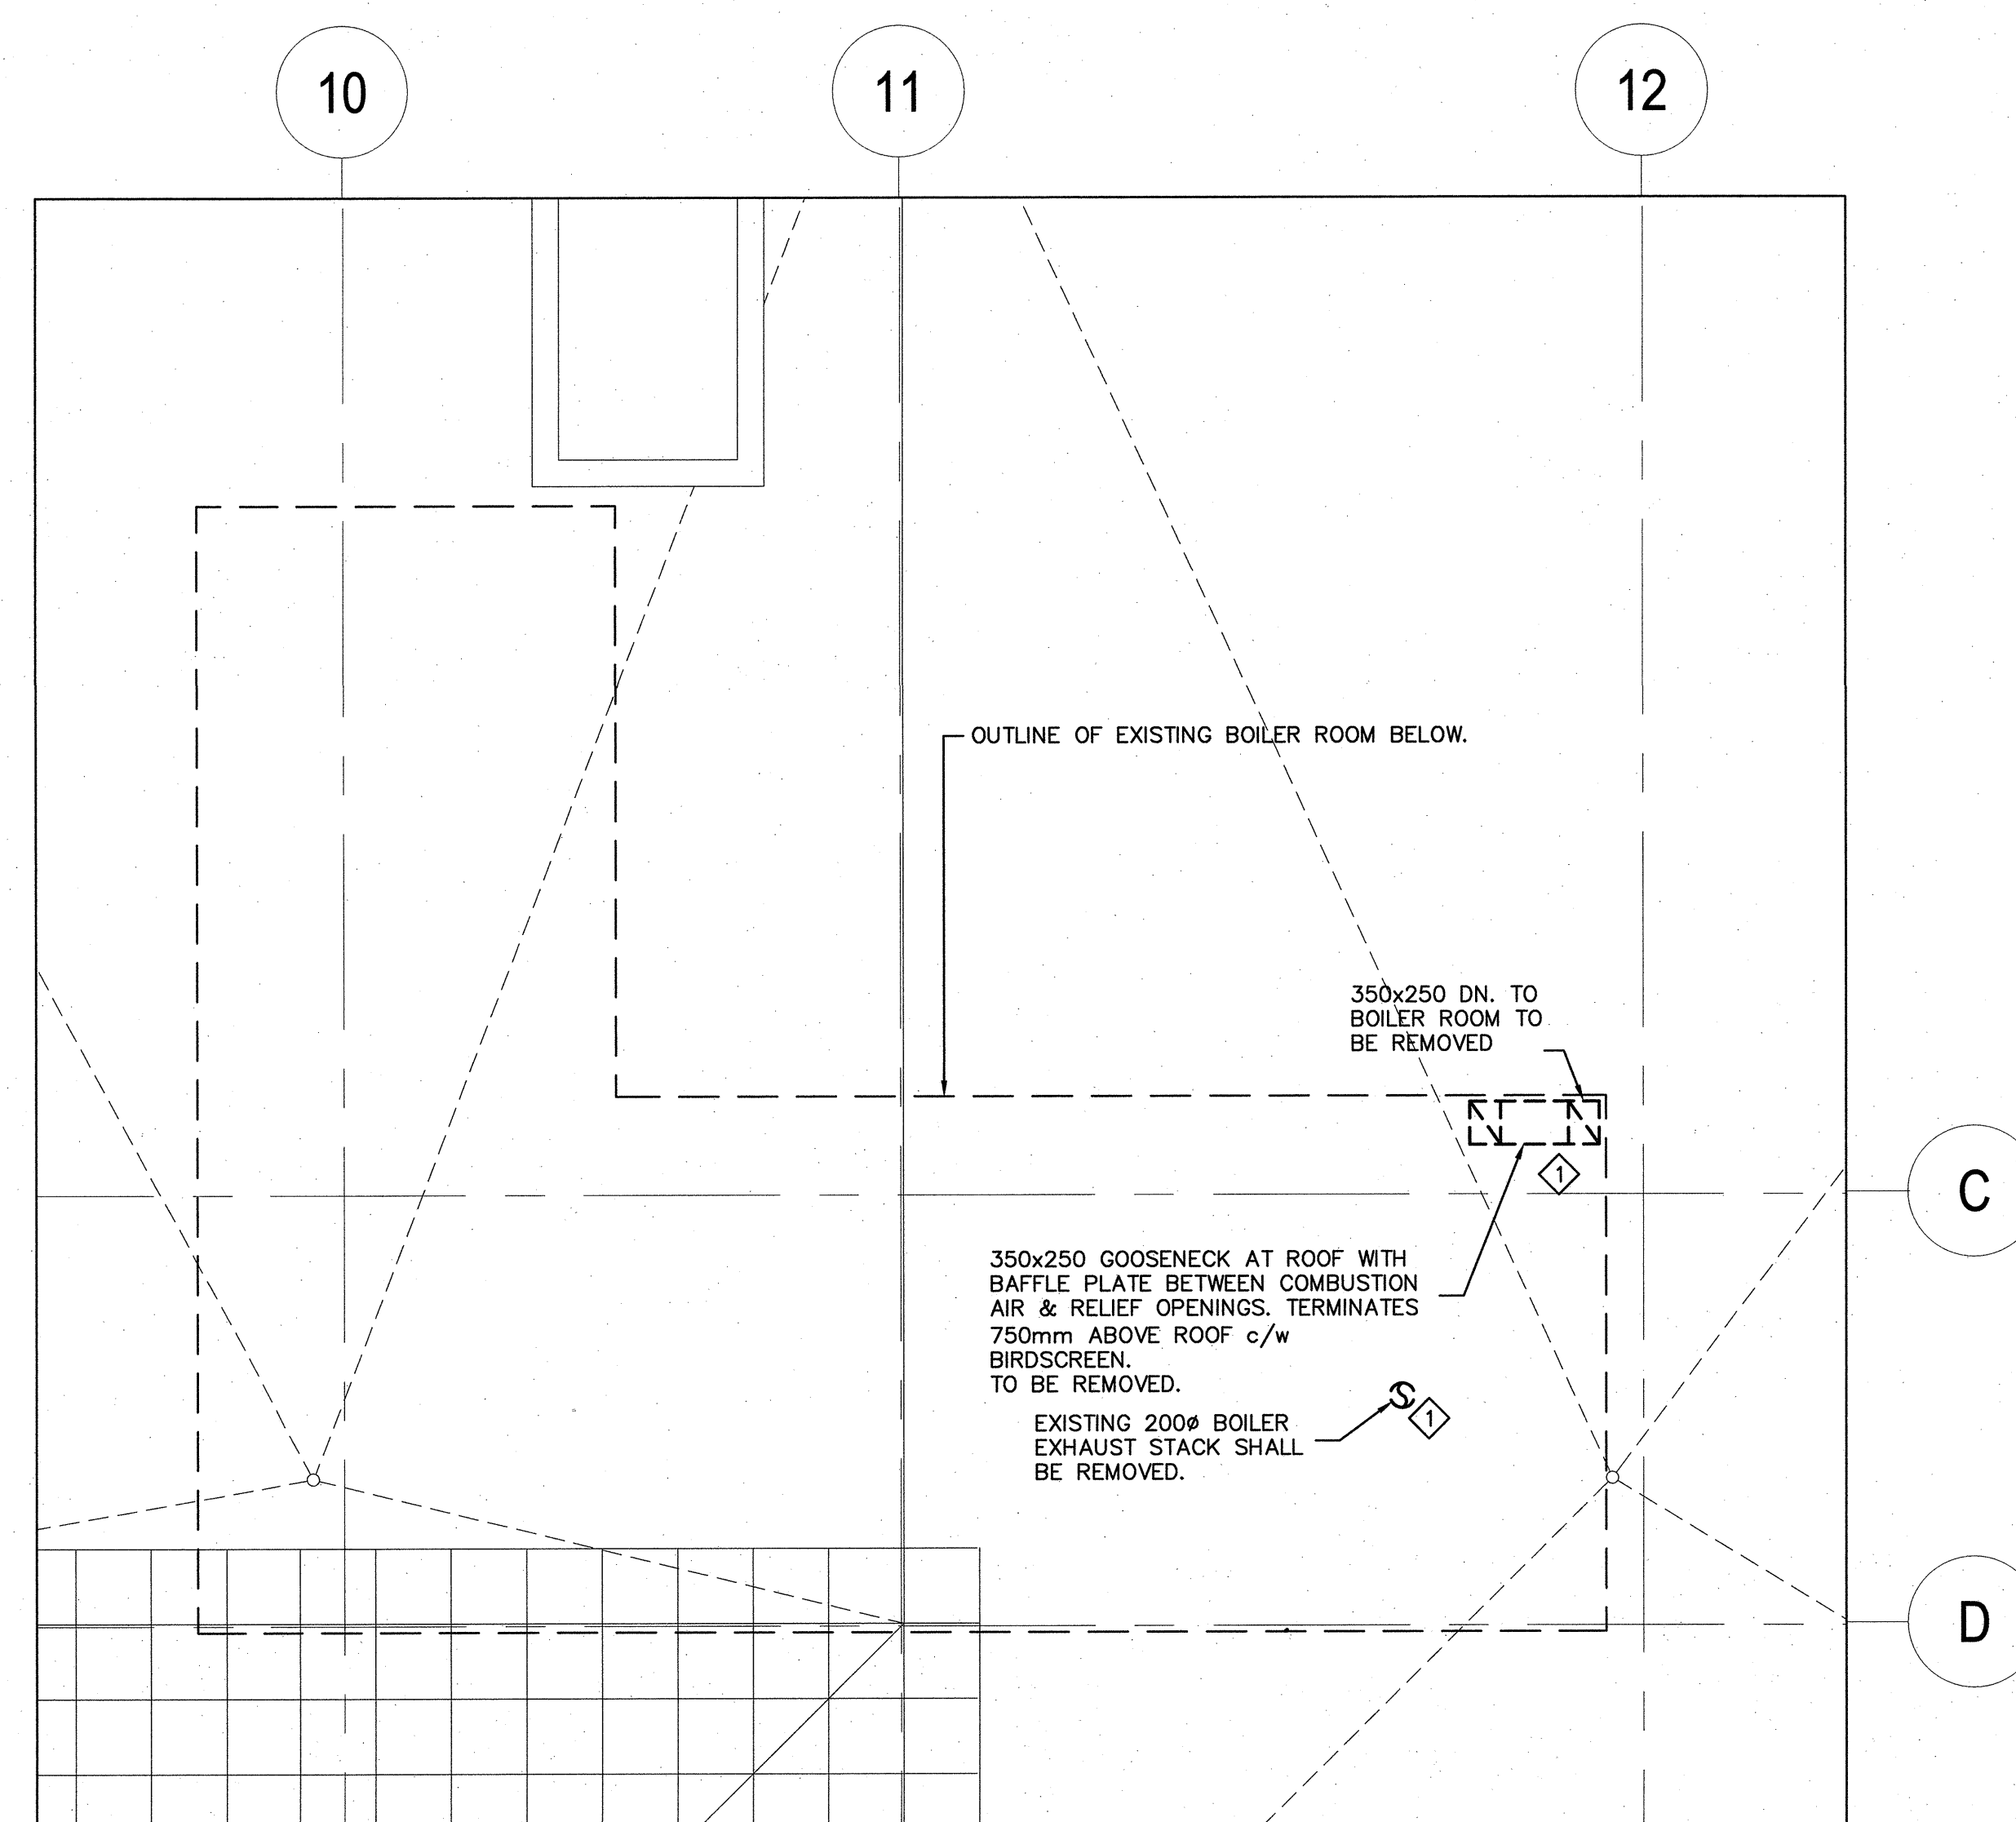 10
11
12
OUTLINE OF EXISTING BOILER ROOM BELOW.
350x250 DN. TO
BOILER ROOM TO
BE REMOVED
1
C
350x250 GOOSENECK AT ROOF WITH
BAFFLE PLATE BETWEEN COMBUSTION
AIR & RELIEF OPENINGS. TERMINATES
750mm ABOVE ROOF c/w
BIRDSCREEN.
TO BE REMOVED.
EXISTING 200ø BOILER
EXHAUST STACK SHALL
BE REMOVED.
1
D